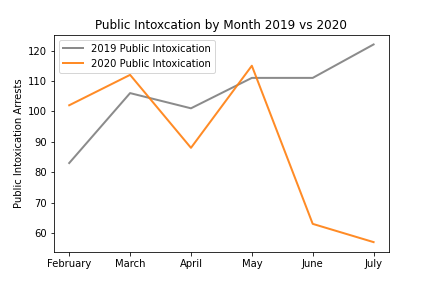 Public Intoxcation by Month 2019 vs 2020
2019 Public Intoxication
2020 Public Intoxication
Public Intoxication Arrests
120
110
100
90
80
70
60
February March April May June July